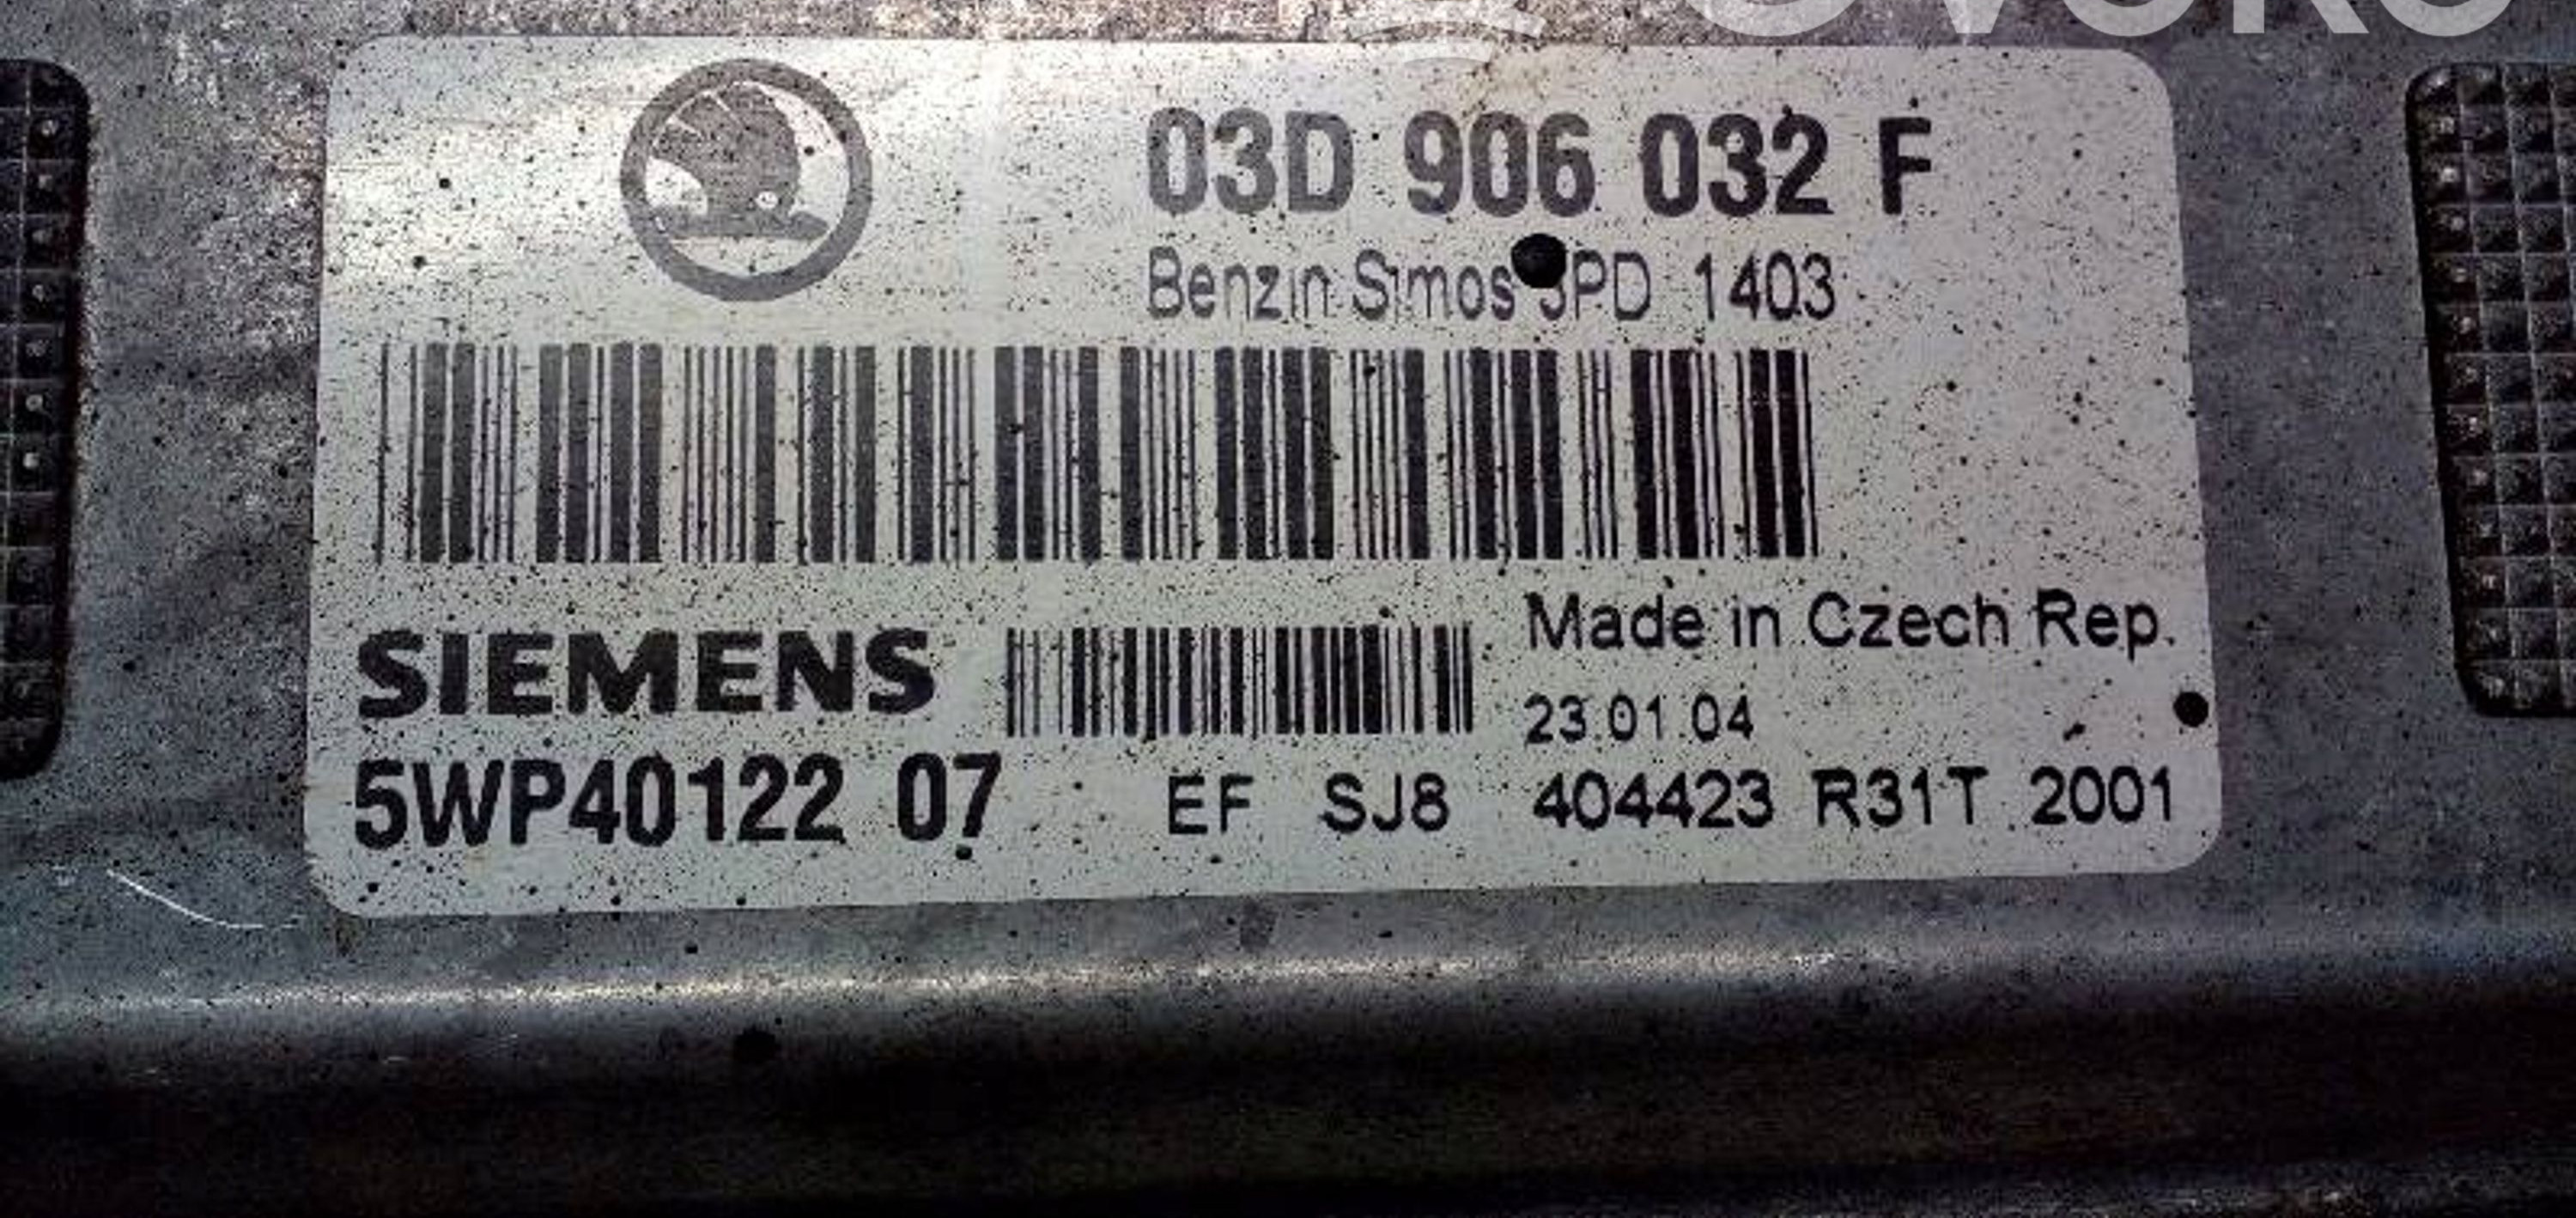 03D 906 032 F
Benzin Simos 3PD 1403
SIEMENS
Made in Czech Rep.
23.01.04
5WP40122 07 EF SJ8 404423 R31T 2001